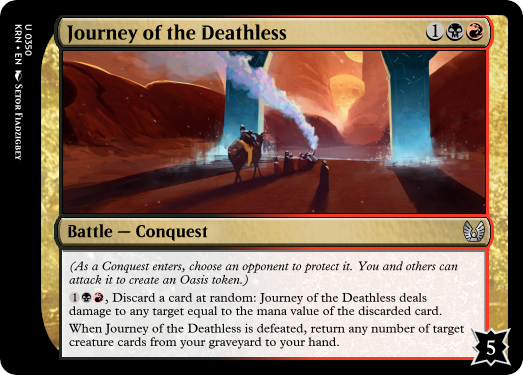 Journey of the Deathless 1
Battle — Conquest
(As a Conquest enters, choose an opponent to protect it. You and others can
attack it to create an Oasis token.)
1, Discard a card at random: Journey of the Deathless deals
damage to any target equal to the mana value of the discarded card.
When Journey of the Deathless is defeated, return any number of target
creature cards from your graveyard to your hand.
5
U 0350
KRN • EN Setor Fiadzigbey